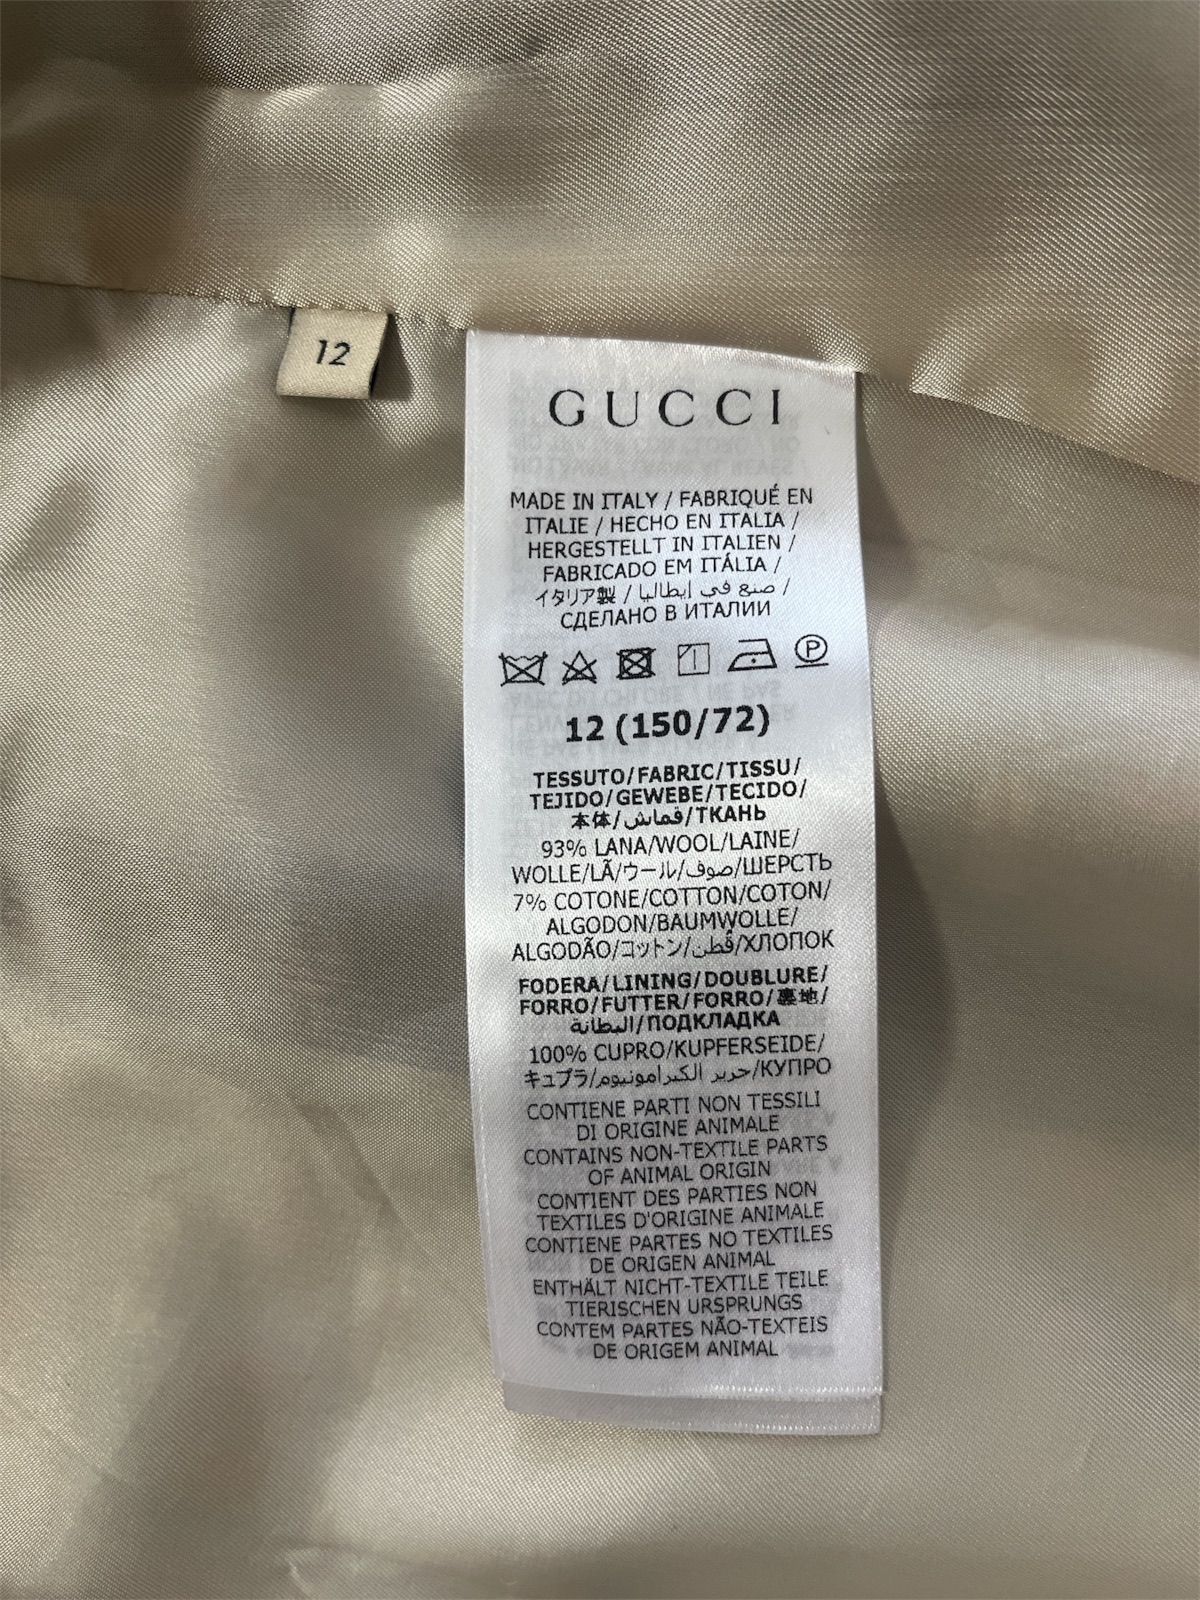 12
GUCCI
MADE IN ITALY / FABRIQUÉ EN
ITALIE / HECHO EN ITALIA /
HERGESTELLT IN ITALIEN /
FABRICADO EM ITÁLIA /
イタリア製 / صنع في إيطاليا /
СДЕЛАНО В ИТАЛИИ
P
12 (150/72)
TESSUTO/FABRIC/TISSU/
TEJIDO/GEWEBE/TECIDO/
本体/قماش/ТКАНЬ
93% LANA/WOOL/LAINE/
WOLLE/LÃ/ウール/صوف/ШЕРСТЬ
7% COTONE/COTTON/COTON/
ALGODON/BAUMWOLLE/
ALGODÃO/コットン/قطن/ХЛОПОК
FODERA/LINING/DOUBLURE/
FORRO/FUTTER/FORRO/裏地/
البطانة/ПОДКЛАДКА
100% CUPRO/KUPFERSEIDE/
キュプラ/حرير الكبرامونيوم/КУПРО
CONTIENE PARTI NON TESSILI
DI ORIGINE ANIMALE
CONTAINS NON-TEXTILE PARTS
OF ANIMAL ORIGIN
CONTIENT DES PARTIES NON
TEXTILES D'ORIGINE ANIMALE
CONTIENE PARTES NO TEXTILES
DE ORIGEN ANIMAL
ENTHÄLT NICHT-TEXTILE TEILE
TIERISCHEN URSPRUNGS
CONTEM PARTES NÃO-TEXTEIS
DE ORIGEM ANIMAL